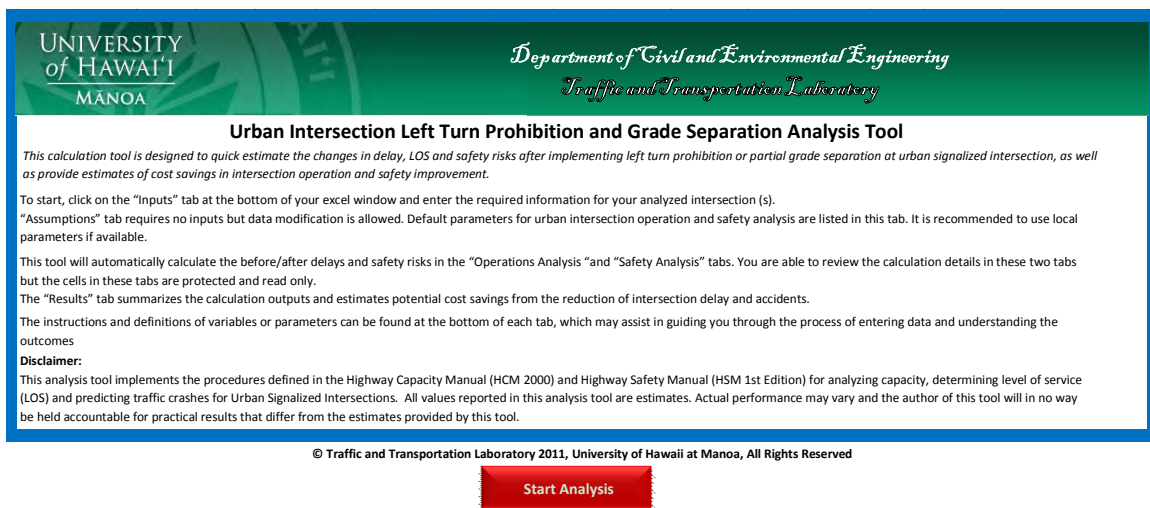 UNIVERSITY
of HAWAI‘I
MĀNOA
Department of Civil and Environmental Engineering
Traffic and Transportation Laboratory
Urban Intersection Left Turn Prohibition and Grade Separation Analysis Tool
This calculation tool is designed to quick estimate the changes in delay, LOS and safety risks after implementing left turn prohibition or partial grade separation at urban signalized intersection, as well
as provide estimates of cost savings in intersection operation and safety improvement.
To start, click on the “Inputs” tab at the bottom of your excel window and enter the required information for your analyzed intersection (s).
“Assumptions” tab requires no inputs but data modification is allowed. Default parameters for urban intersection operation and safety analysis are listed in this tab. It is recommended to use local
parameters if available.
This tool will automatically calculate the before/after delays and safety risks in the “Operations Analysis “and “Safety Analysis” tabs. You are able to review the calculation details in these two tabs
but the cells in these tabs are protected and read only.
The “Results” tab summarizes the calculation outputs and estimates potential cost savings from the reduction of intersection delay and accidents.
The instructions and definitions of variables or parameters can be found at the bottom of each tab, which may assist in guiding you through the process of entering data and understanding the
outcomes
Disclaimer:
This analysis tool implements the procedures defined in the Highway Capacity Manual (HCM 2000) and Highway Safety Manual (HSM 1st Edition) for analyzing capacity, determining level of service
(LOS) and predicting traffic crashes for Urban Signalized Intersections.  All values reported in this analysis tool are estimates. Actual performance may vary and the author of this tool will in no way
be held accountable for practical results that differ from the estimates provided by this tool.
© Traffic and Transportation Laboratory 2011, University of Hawaii at Manoa, All Rights Reserved
Start Analysis